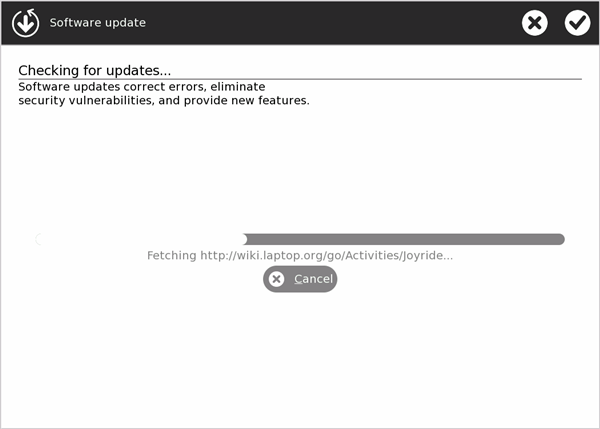 Software update
Checking for updates...
Software updates correct errors, eliminate
security vulnerabilities, and provide new features.
Fetching http://wiki.laptop.org/go/Activities/Joyride...
Cancel